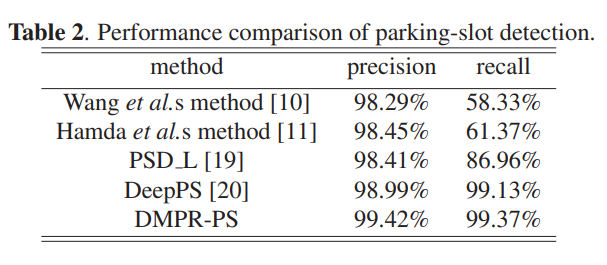 Table 2. Performance comparison of parking-slot detection.
method precision recall
Wang et al.s method [10] 98.29% 58.33%
Hamda et al.s method [11] 98.45% 61.37%
PSD_L [19] 98.41% 86.96%
DeepPS [20] 98.99% 99.13%
DMPR-PS 99.42% 99.37%